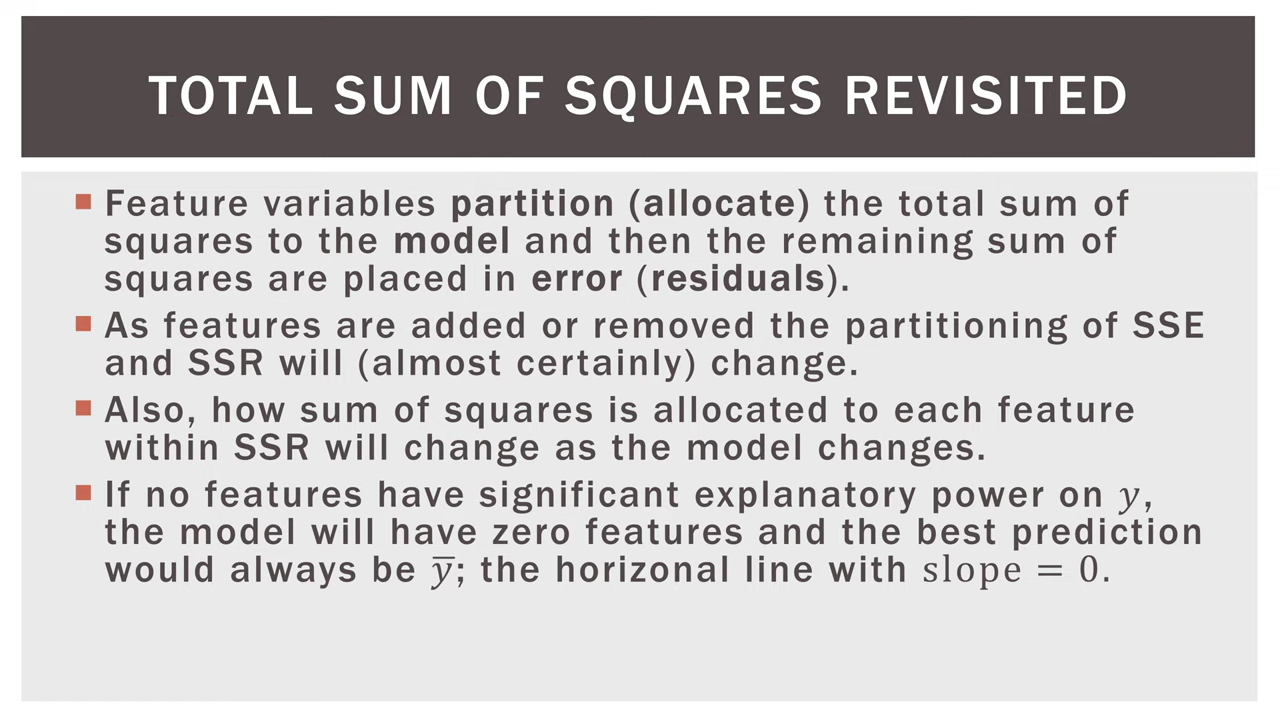 TOTAL SUM OF SQUARES REVISITED
Feature variables partition (allocate) the total sum of
squares to the model and then the remaining sum of
squares are placed in error (residuals).
As features are added or removed the partitioning of SSE
and SSR will (almost certainly) change.
Also, how sum of squares is allocated to each feature
within SSR will change as the model changes.
If no features have significant explanatory power on y,
the model will have zero features and the best prediction
would always be y̅; the horizonal line with slope = 0.